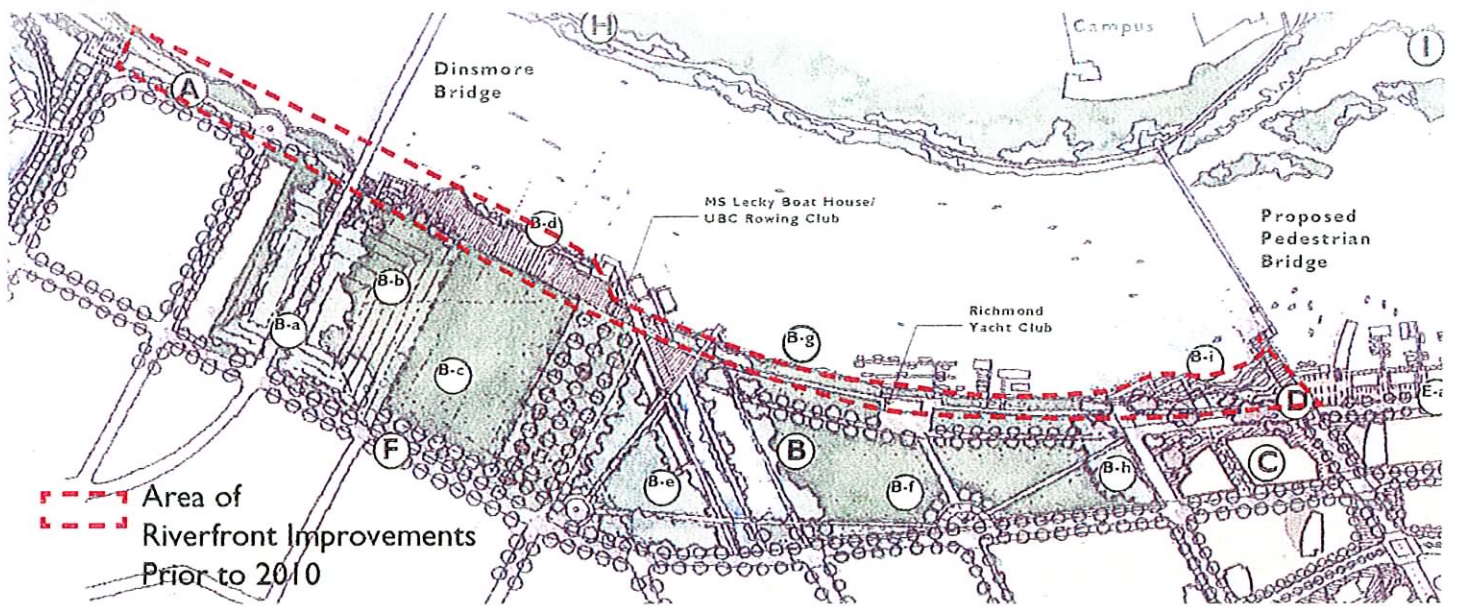 H
Campus
I
A
Dinsmore
Bridge
MS Lecky Boat House/
UBC Rowing Club
B-d
Proposed
Pedestrian
Bridge
B-b
B-a
Richmond
Yacht Club
B-g
B-i
B-c
D
F
B
C
B-e
B-f
B-h
Area of
Riverfront Improvements
Prior to 2010